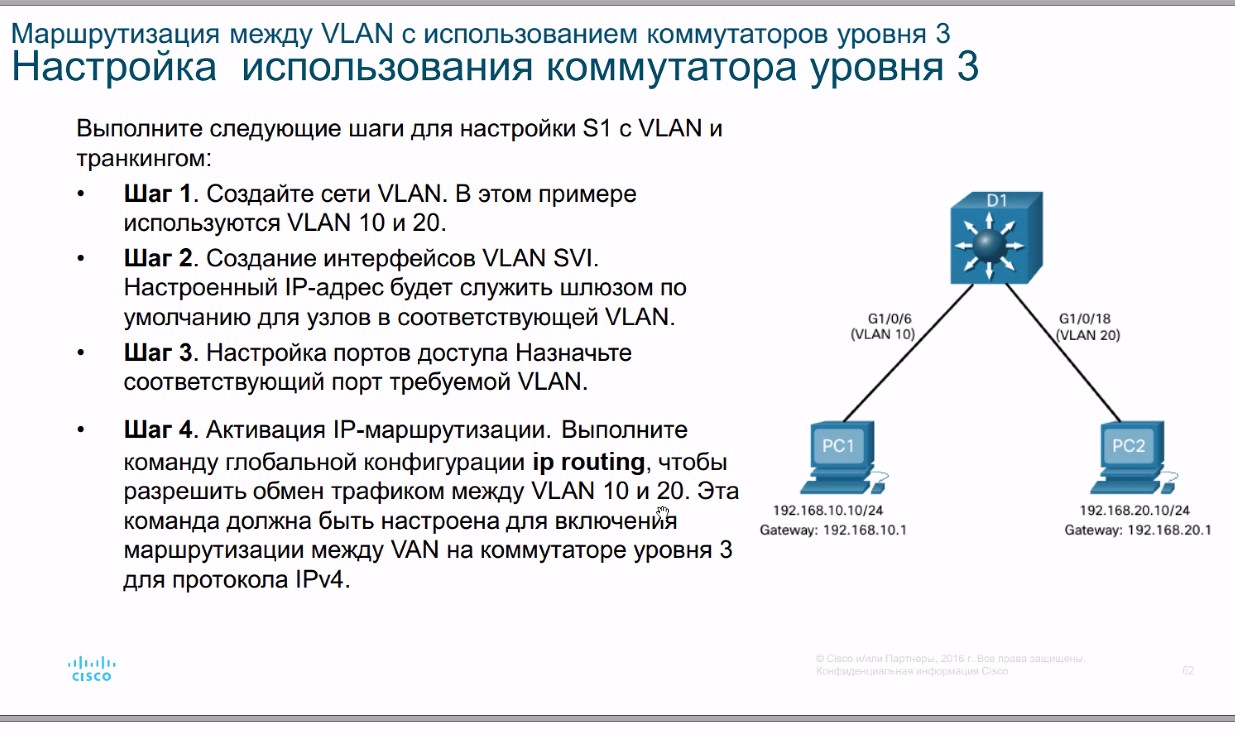 Маршрутизация между VLAN с использованием коммутаторов уровня 3
Настройка использования коммутатора уровня 3
Выполните следующие шаги для настройки S1 с VLAN и
транкингом:
• Шаг 1. Создайте сети VLAN. В этом примере
используются VLAN 10 и 20.
• Шаг 2. Создание интерфейсов VLAN SVI.
Настроенный IP-адрес будет служить шлюзом по
умолчанию для узлов в соответствующей VLAN.
• Шаг 3. Настройка портов доступа Назначьте
соответствующий порт требуемой VLAN.
• Шаг 4. Активация IP-маршрутизации. Выполните
команду глобальной конфигурации ip routing, чтобы
разрешить обмен трафиком между VLAN 10 и 20. Эта
команда должна быть настроена для включения
маршрутизации между VAN на коммутаторе уровня 3
для протокола IPv4.
D1
G1/0/6
(VLAN 10)
G1/0/18
(VLAN 20)
PC1
PC2
192.168.10.10/24
Gateway: 192.168.10.1
192.168.20.10/24
Gateway: 192.168.20.1
CISCO
© Cisco и/или Партнеры, 2016 г. Все права защищены.
Конфиденциальная информация Cisco
62